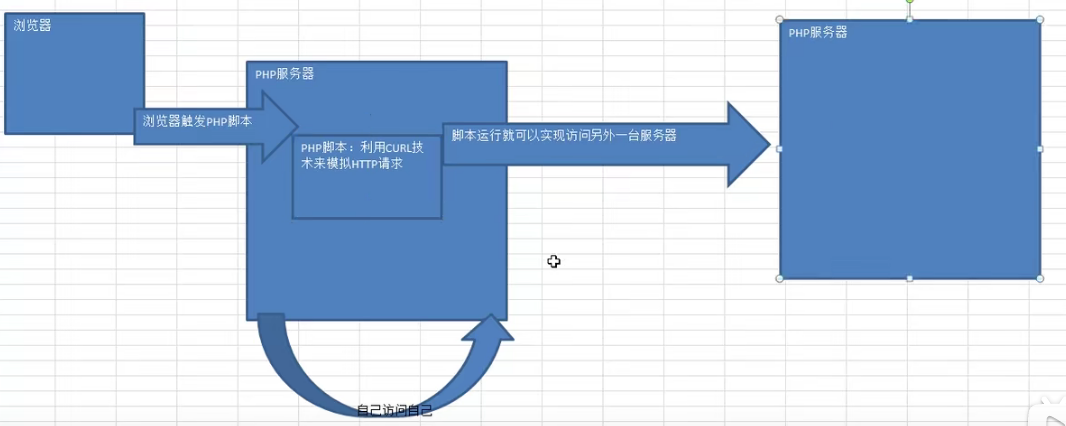 浏览器
PHP服务器
PHP服务器
浏览器触发PHP脚本
脚本运行就可以实现访问另外一台服务器
PHP脚本：利用CURL技
术来模拟HTTP请求
自己访问自己